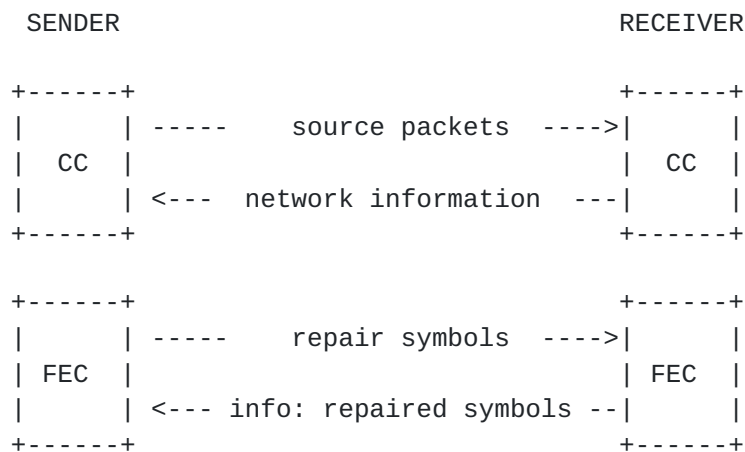 SENDER                                RECEIVER

+------+                                +------+
|      | -----    source packets  ---->|      |
|  CC  |                                |  CC  |
|      | <---  network information  ---|      |
+------+                                +------+

+------+                                +------+
|      | -----    repair symbols  ---->|      |
| FEC  |                                | FEC  |
|      | <--- info: repaired symbols --|      |
+------+                                +------+